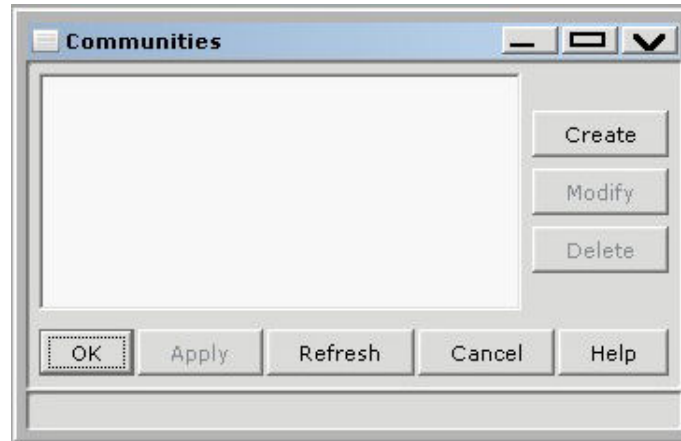 Communities
Create
Modify
Delete
OK Apply Refresh Cancel Help